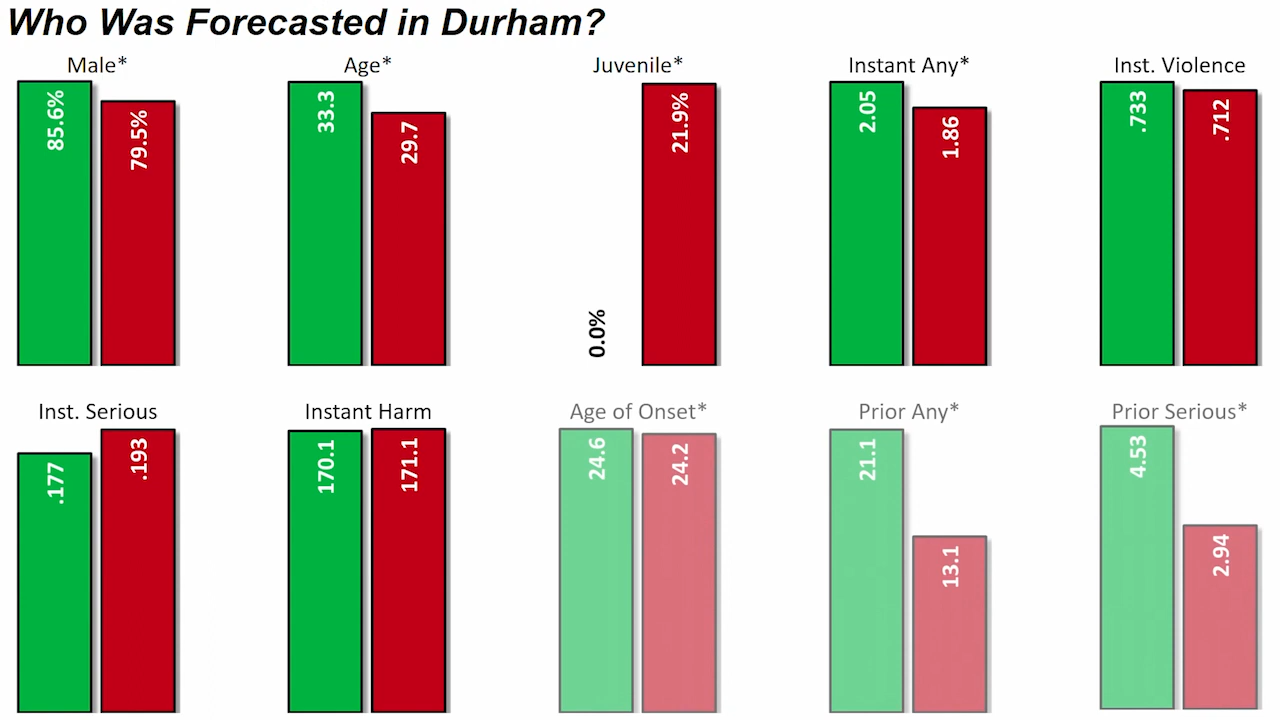 Who Was Forecasted in Durham?
Male*
85.6%
79.5%
Age*
33.3
29.7
Juvenile*
0.0%
21.9%
Instant Any*
2.05
1.86
Inst. Violence
.733
.712
Inst. Serious
.177
.193
Instant Harm
170.1
171.1
Age of Onset*
24.6
24.2
Prior Any*
21.1
13.1
Prior Serious*
4.53
2.94